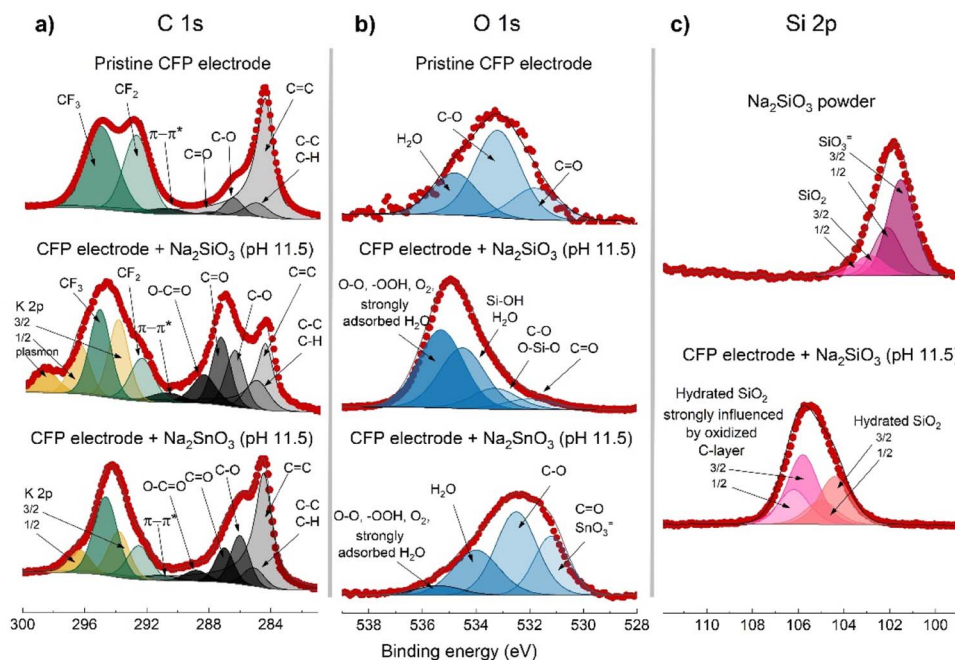 a) C 1s
Pristine CFP electrode
CF₃
CF₂
π–π*
C=O
C-O
C=C
C-C
C-H
CFP electrode + Na₂SiO₃ (pH 11.5)
K 2p
3/2
1/2
plasmon
CF₃
CF₂
π–π*
O-C=O
C=O
C-O
C=C
C-C
C-H
CFP electrode + Na₂SnO₃ (pH 11.5)
K 2p
3/2
1/2
π–π*
O-C=O
C=O
C-O
C=C
C-C
C-H
300 296 292 288 284
b) O 1s
Pristine CFP electrode
H₂O
C-O
C=O
CFP electrode + Na₂SiO₃ (pH 11.5)
O-O, -OOH, O₂,
strongly
adsorbed H₂O
Si-OH
H₂O
C-O
O-Si-O
C=O
CFP electrode + Na₂SnO₃ (pH 11.5)
O-O, -OOH, O₂,
strongly
adsorbed H₂O
H₂O
C-O
C=O
SnO₃⁼
538 536 534 532 530 528
Binding energy (eV)
c) Si 2p
Na₂SiO₃ powder
SiO₃⁼
3/2
1/2
SiO₂
3/2
1/2
CFP electrode + Na₂SiO₃ (pH 11.5)
Hydrated SiO₂
strongly influenced
by oxidized
C-layer
3/2
1/2
Hydrated SiO₂
3/2
1/2
110 108 106 104 102 100